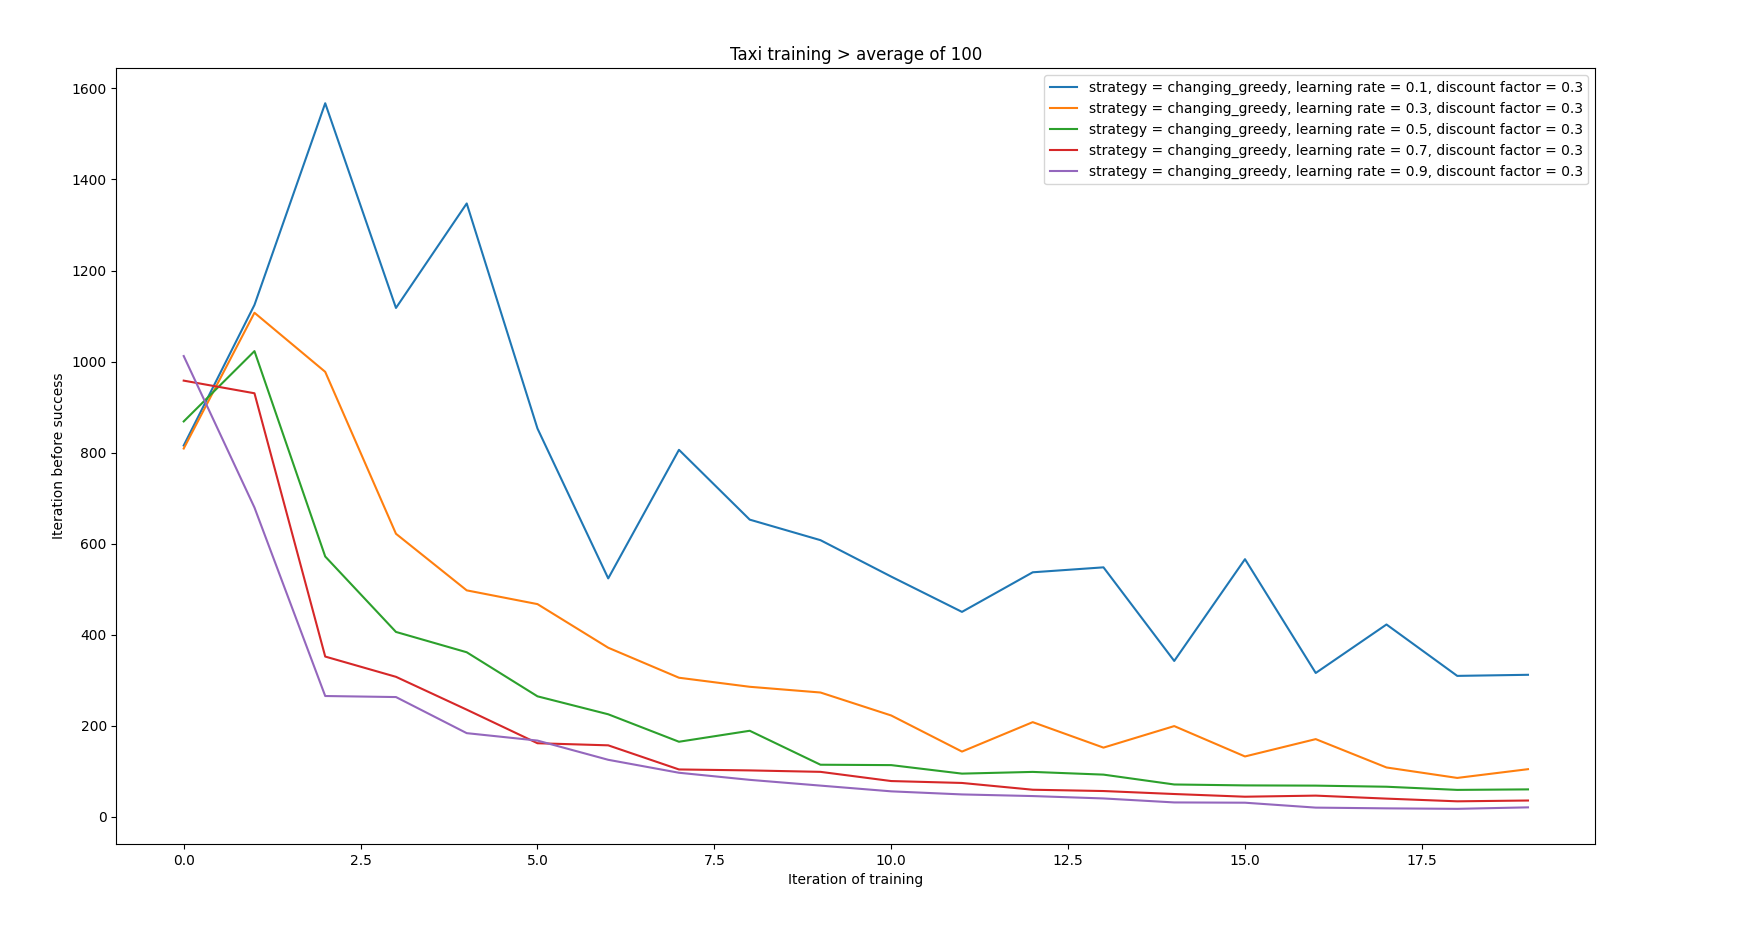 Taxi training > average of 100
strategy = changing_greedy, learning rate = 0.1, discount factor = 0.3
strategy = changing_greedy, learning rate = 0.3, discount factor = 0.3
strategy = changing_greedy, learning rate = 0.5, discount factor = 0.3
strategy = changing_greedy, learning rate = 0.7, discount factor = 0.3
strategy = changing_greedy, learning rate = 0.9, discount factor = 0.3
1600
1400
1200
1000
800
600
400
200
0
Iteration before success
0.0 2.5 5.0 7.5 10.0 12.5 15.0 17.5
Iteration of training